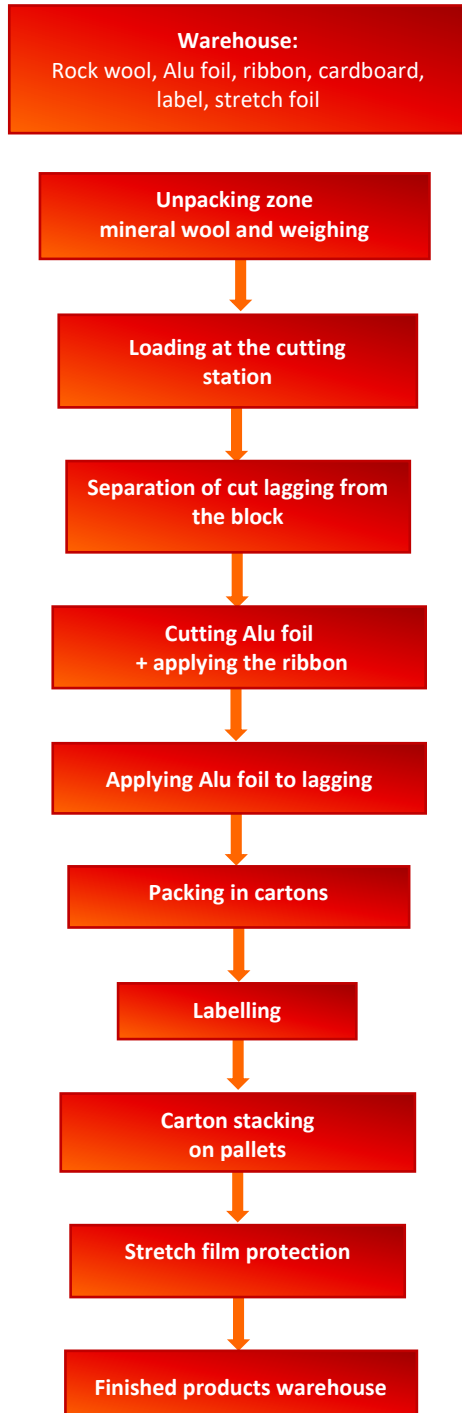 Warehouse:
Rock wool, Alu foil, ribbon, cardboard,
label, stretch foil
Unpacking zone
mineral wool and weighing
Loading at the cutting
station
Separation of cut lagging from
the block
Cutting Alu foil
+ applying the ribbon
Applying Alu foil to lagging
Packing in cartons
Labelling
Carton stacking
on pallets
Stretch film protection
Finished products warehouse